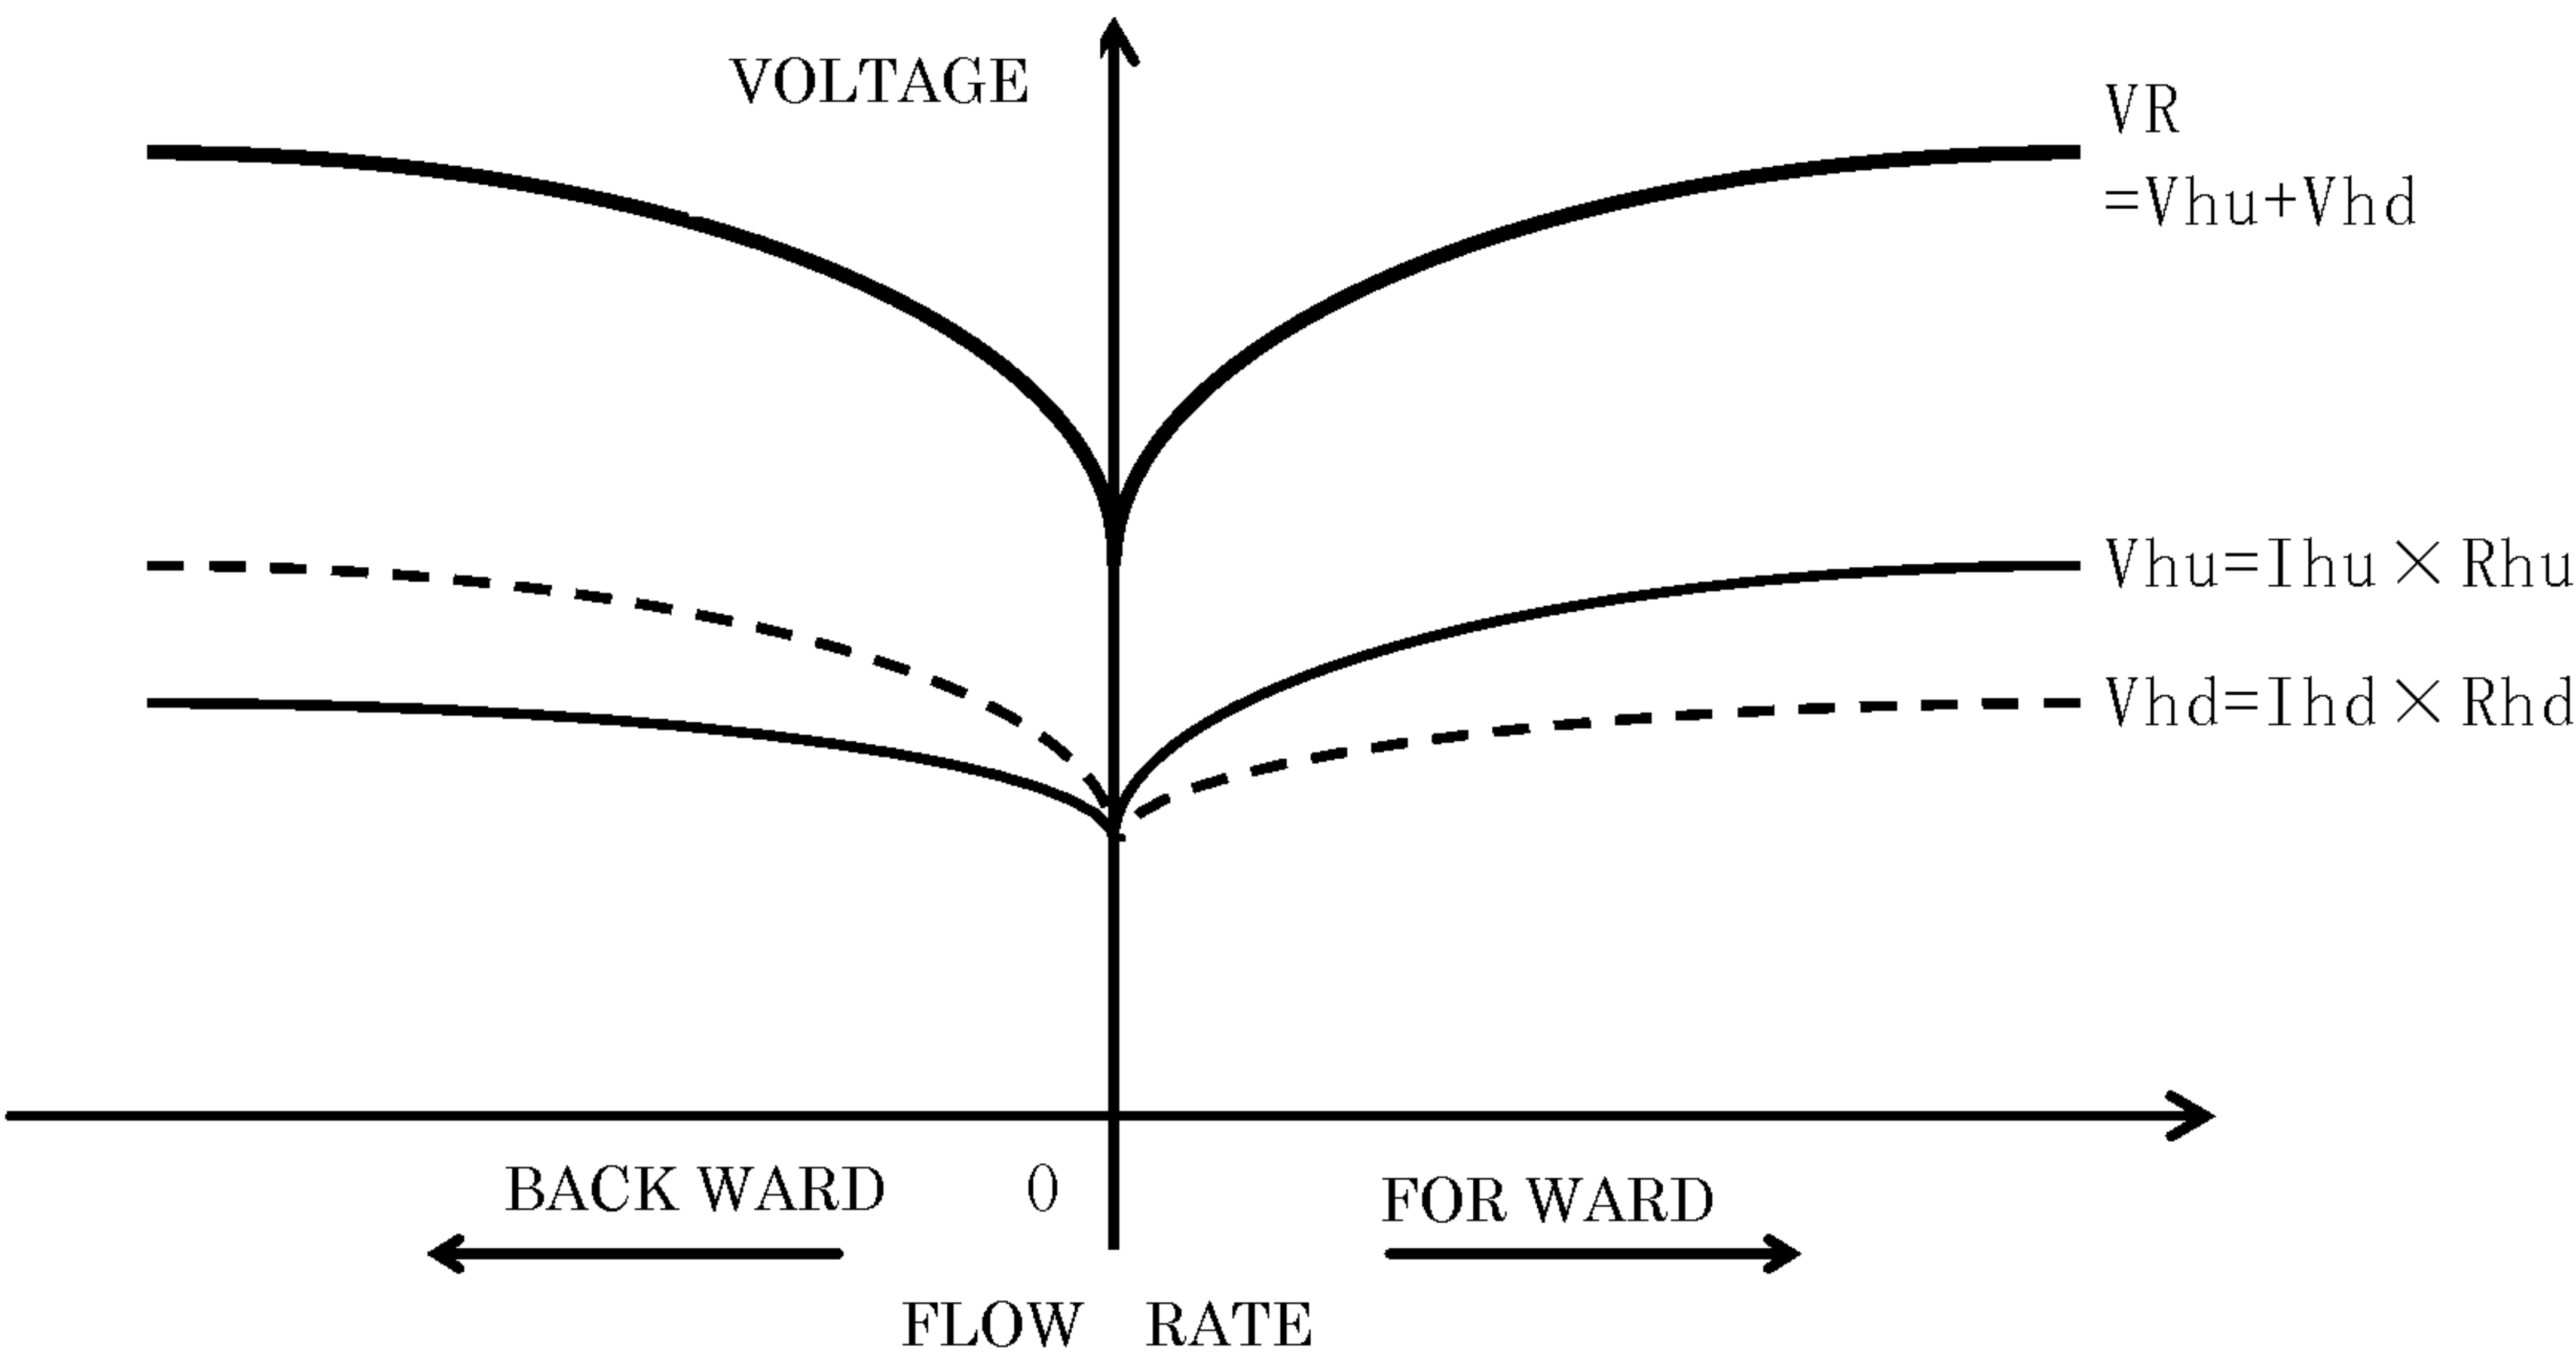 VOLTAGE
VR
=Vhu+Vhd
Vhu=Ihu×Rhu
Vhd=Ihd×Rhd
BACK WARD
0
FOR WARD
FLOW RATE